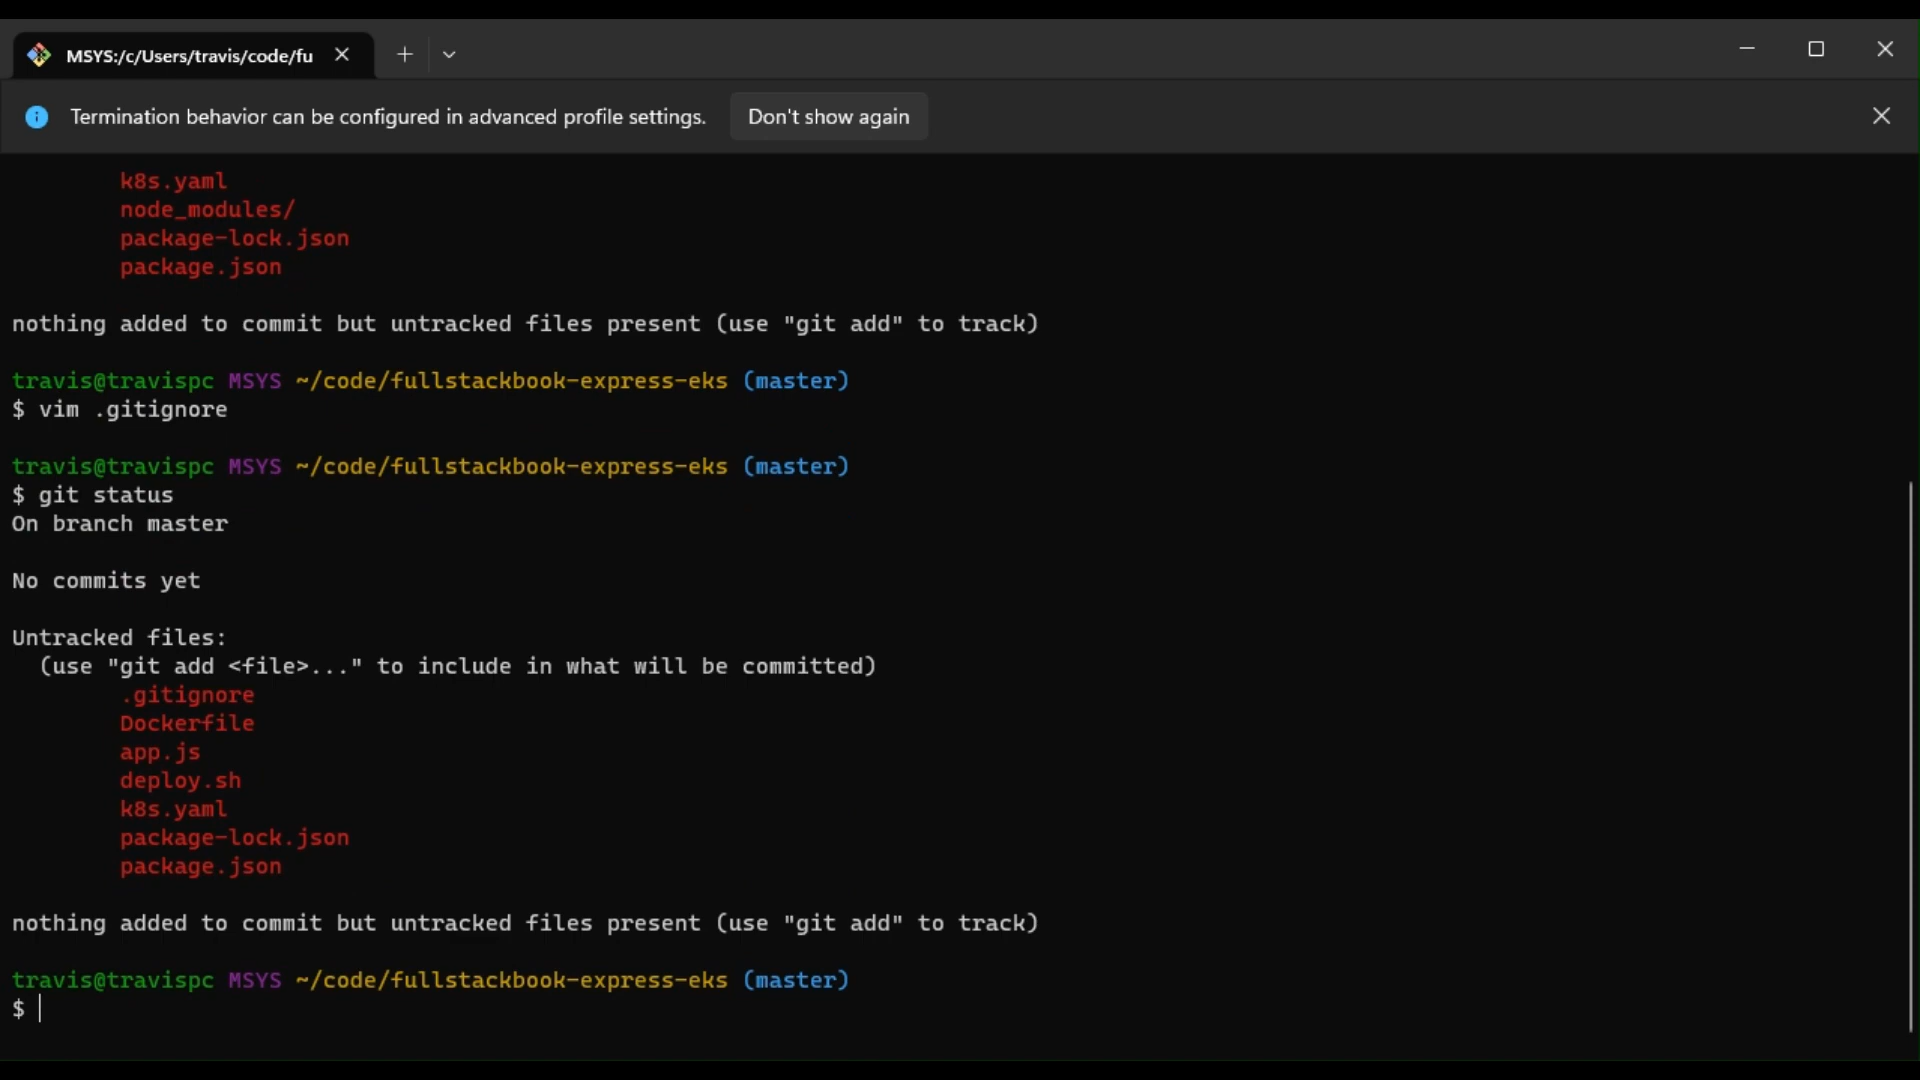 MSYS:/c/Users/travis/code/fu
Termination behavior can be configured in advanced profile settings. Don't show again
k8s.yaml
node_modules/
package-lock.json
package.json
nothing added to commit but untracked files present (use "git add" to track)
travis@travispc MSYS ~/code/fullstackbook-express-eks (master)
$ vim .gitignore
travis@travispc MSYS ~/code/fullstackbook-express-eks (master)
$ git status
On branch master
No commits yet
Untracked files:
(use "git add <file>..." to include in what will be committed)
.gitignore
Dockerfile
app.js
deploy.sh
k8s.yaml
package-lock.json
package.json
nothing added to commit but untracked files present (use "git add" to track)
travis@travispc MSYS ~/code/fullstackbook-express-eks (master)
$